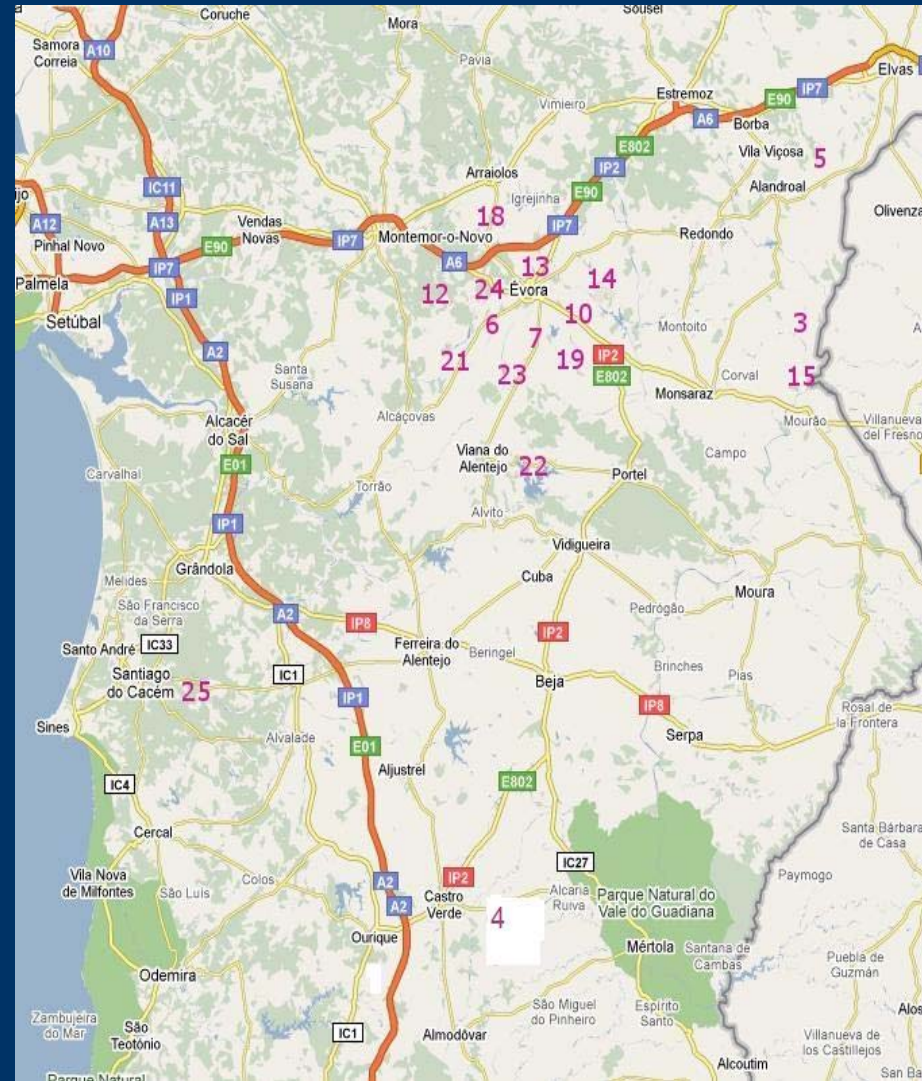 Coruche
Mora
Sousel
Samora
Correia
A10
Pavia
Elvas
Estremoz
IP7
E90
Vimieiro
A6
Borba
E802
Vila Viçosa
5
IP2
Arraiolos
Alandroal
IC11
Igrejinha
E90
Olivenza
18
A12
A13
Vendas
Novas
IP7
Redondo
Pinhal Novo
E90
IP7
Montemor-o-Novo
A6
13
IP7
Palmela
14
24
Évora
12
IP1
10
Setúbal
6
3
Montoito
7
A2
21
19
IP2
Santa
Susana
23
E802
Corval
15
Monsaraz
Alcáçovas
Mourão
Alcacér
do Sal
Villanueva
del Fresno
Viana do
Alentejo
22
Campo
E01
Portel
Carvalhal
Torrão
Alvito
IP1
Vidigueira
Grândola
Cuba
Melides
Moura
São Francisco
da Serra
Pedrógão
A2
IP8
IP2
Santo André
IC33
Ferreira do
Alentejo
Beringel
Brinches
Santiago
do Cacém
25
IC1
Pias
Beja
IP1
IP8
Rosal de
la Frontera
Sines
Alvalade
Serpa
E01
Aljustrel
E802
IC4
Cercal
Santa Bárbara
de Casa
IC27
Vila Nova
de Milfontes
Colos
A2
IP2
Paymogo
São Luis
Castro
Verde
Alcaria
Ruiva
Parque Natural do
Vale do Guadiana
A2
4
Ourique
Mértola
Santana de
Cambas
Puebla de
Guzmán
Odemira
São Miguel
do Pinheiro
Espírito
Santo
Zambujeira
do Mar
São
Teotónio
IC1
Almodôvar
Villanueva de
los Castillejos
Alcoutim
Parque Natural